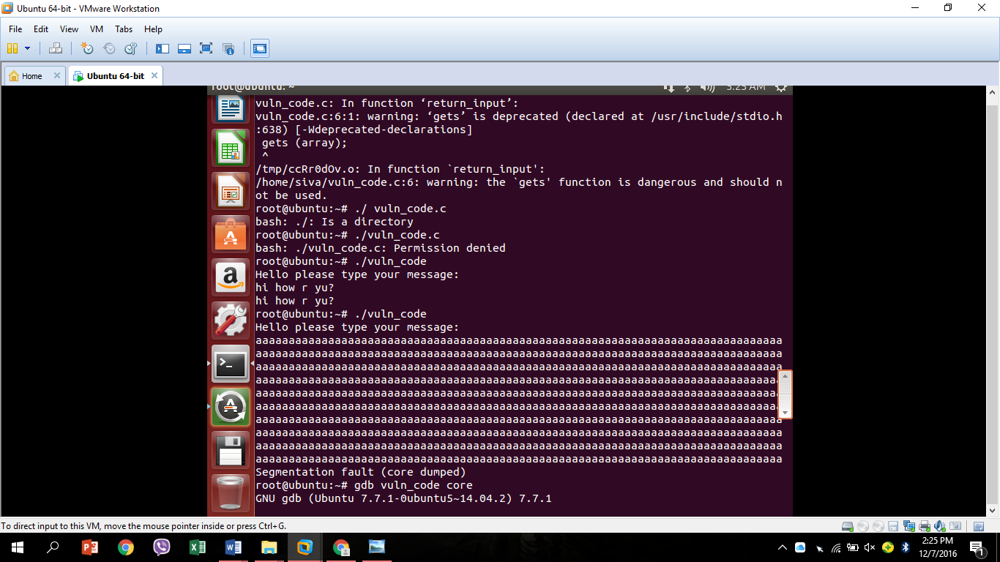 Ubuntu 64-bit - VMware Workstation
File Edit View VM Tabs Help
Home Ubuntu 64-bit
root@ubuntu: ~ 3:25 AM
vuln_code.c: In function ‘return_input’:
vuln_code.c:6:1: warning: ‘gets’ is deprecated (declared at /usr/include/stdio.h
:638) [-Wdeprecated-declarations]
gets (array);
^
/tmp/ccRr0dOv.o: In function `return_input':
/home/siva/vuln_code.c:6: warning: the `gets' function is dangerous and should n
ot be used.
root@ubuntu:~# ./ vuln_code.c
bash: ./: Is a directory
root@ubuntu:~# ./vuln_code.c
bash: ./vuln_code.c: Permission denied
root@ubuntu:~# ./vuln_code
Hello please type your message:
hi how r yu?
hi how r yu?
root@ubuntu:~# ./vuln_code
Hello please type your message:
aaaaaaaaaaaaaaaaaaaaaaaaaaaaaaaaaaaaaaaaaaaaaaaaaaaaaaaaaaaaaaaaaaaaaaaaaaaaaaaa
aaaaaaaaaaaaaaaaaaaaaaaaaaaaaaaaaaaaaaaaaaaaaaaaaaaaaaaaaaaaaaaaaaaaaaaaaaaaaaaa
aaaaaaaaaaaaaaaaaaaaaaaaaaaaaaaaaaaaaaaaaaaaaaaaaaaaaaaaaaaaaaaaaaaaaaaaaaaaaaaa
aaaaaaaaaaaaaaaaaaaaaaaaaaaaaaaaaaaaaaaaaaaaaaaaaaaaaaaaaaaaaaaaaaaaaaaaaaaaaaaa
aaaaaaaaaaaaaaaaaaaaaaaaaaaaaaaaaaaaaaaaaaaaaaaaaaaaaaaaaaaaaaaaaaaaaaaaaaaaaaaa
aaaaaaaaaaaaaaaaaaaaaaaaaaaaaaaaaaaaaaaaaaaaaaaaaaaaaaaaaaaaaaaaaaaaaaaaaaaaaaaa
aaaaaaaaaaaaaaaaaaaaaaaaaaaaaaaaaaaaaaaaaaaaaaaaaaaaaaaaaaaaaaaaaaaaaaaaaaaaaaaa
aaaaaaaaaaaaaaaaaaaaaaaaaaaaaaaaaaaaaaaaaaaaaaaaaaaaaaaaaaaaaaaaaaaaaaaaaaaaaaaa
aaaaaaaaaaaaaaaaaaaaaaaaaaaaaaaaaaaaaaaaaaaaaaaaaaaaaaaaaaaaaaaaaaaaaaaaaaaaaaaa
aaaaaaaaaaaaaaaaaaaaaaaaaaaaaaaaaaaaaaaaaaaaaaaaaaaaaaaaaaaaaaaaaaaaaaaaaaaaaaaa
Segmentation fault (core dumped)
root@ubuntu:~# gdb vuln_code core
GNU gdb (Ubuntu 7.7.1-0ubuntu5~14.04.2) 7.7.1
To direct input to this VM, move the mouse pointer inside or press Ctrl+G.
2:25 PM
12/7/2016
1